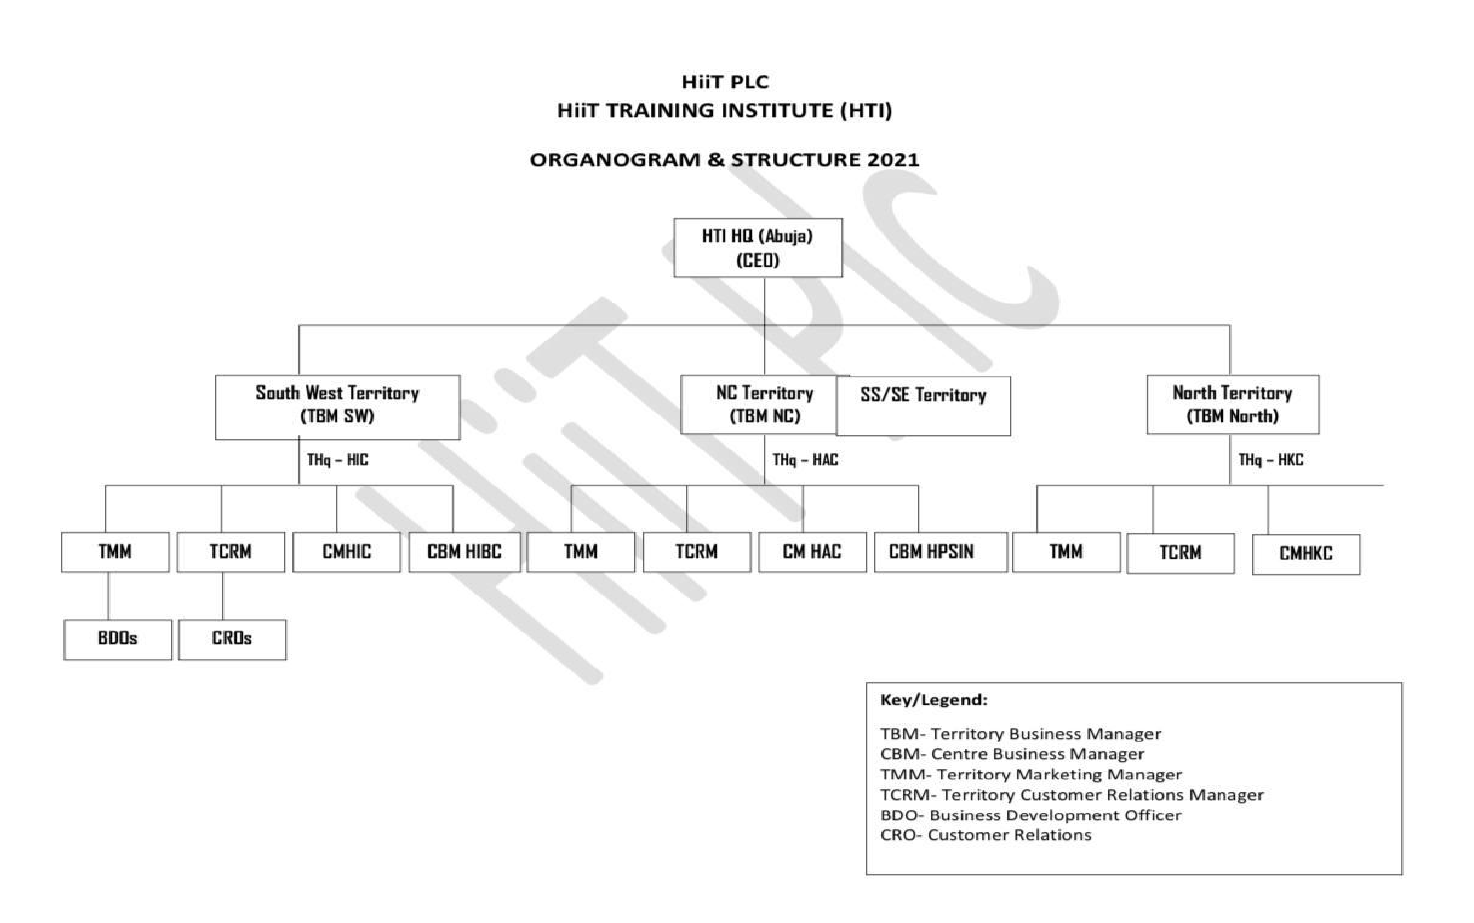 HiiT PLC
HiiT TRAINING INSTITUTE (HTI)
ORGANOGRAM & STRUCTURE 2021
HTI HQ (Abuja)
(CEO)
South West Territory
(TBM SW)
NC Territory
(TBM NC)
SS/SE Territory
North Territory
(TBM North)
THq – HIC
THq – HAC
THq – HKC
TMM
TCRM
CMHIC
CBM HIBC
TMM
TCRM
CM HAC
CBM HPSIN
TMM
TCRM
CMHKC
BDOs
CROs
HiiT Plc
Key/Legend:
TBM- Territory Business Manager
CBM- Centre Business Manager
TMM- Territory Marketing Manager
TCRM- Territory Customer Relations Manager
BDO- Business Development Officer
CRO- Customer Relations